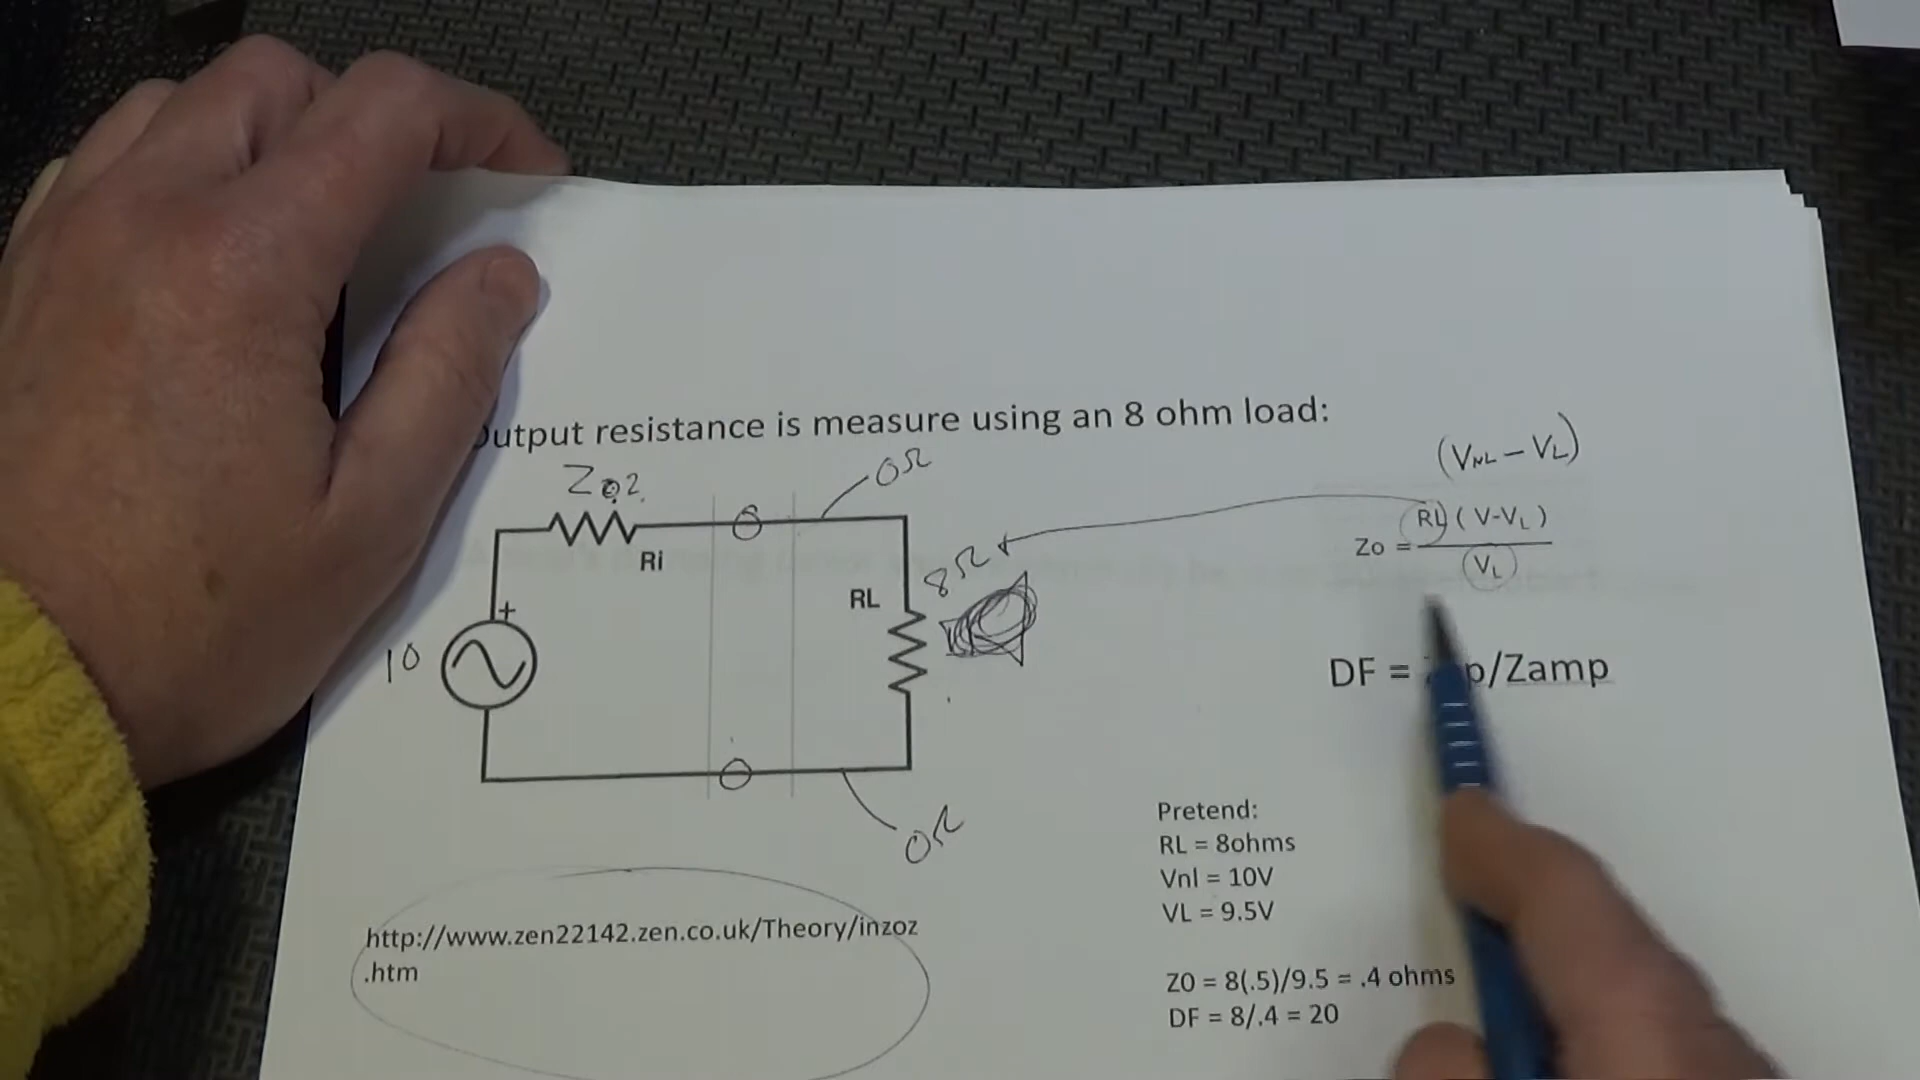 Output resistance is measure using an 8 ohm load:
(VNL - VL)
0Ω
RL ( V-VL )
Zo =
VL
8Ω
Ri
RL
+
10
DF = p/Zamp
0Ω
Pretend:
RL = 8ohms
Vnl = 10V
VL = 9.5V
http://www.zen22142.zen.co.uk/Theory/inzoz
.htm
Z0 = 8(.5)/9.5 = .4 ohms
DF = 8/.4 = 20